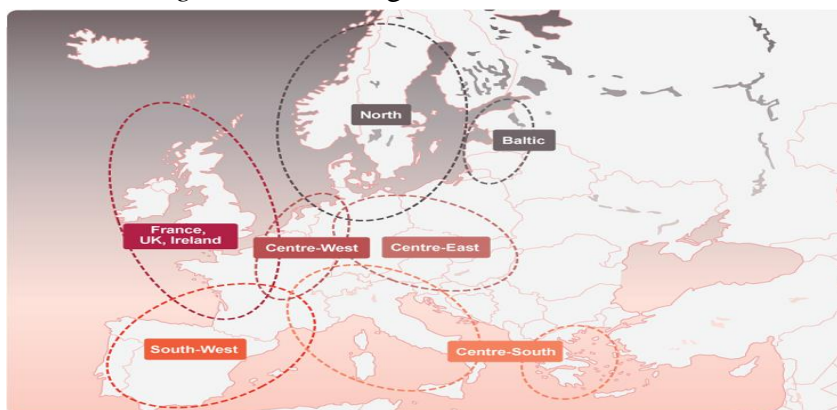 North
Baltic
France,
UK, Ireland
Centre-West
Centre-East
South-West
Centre-South